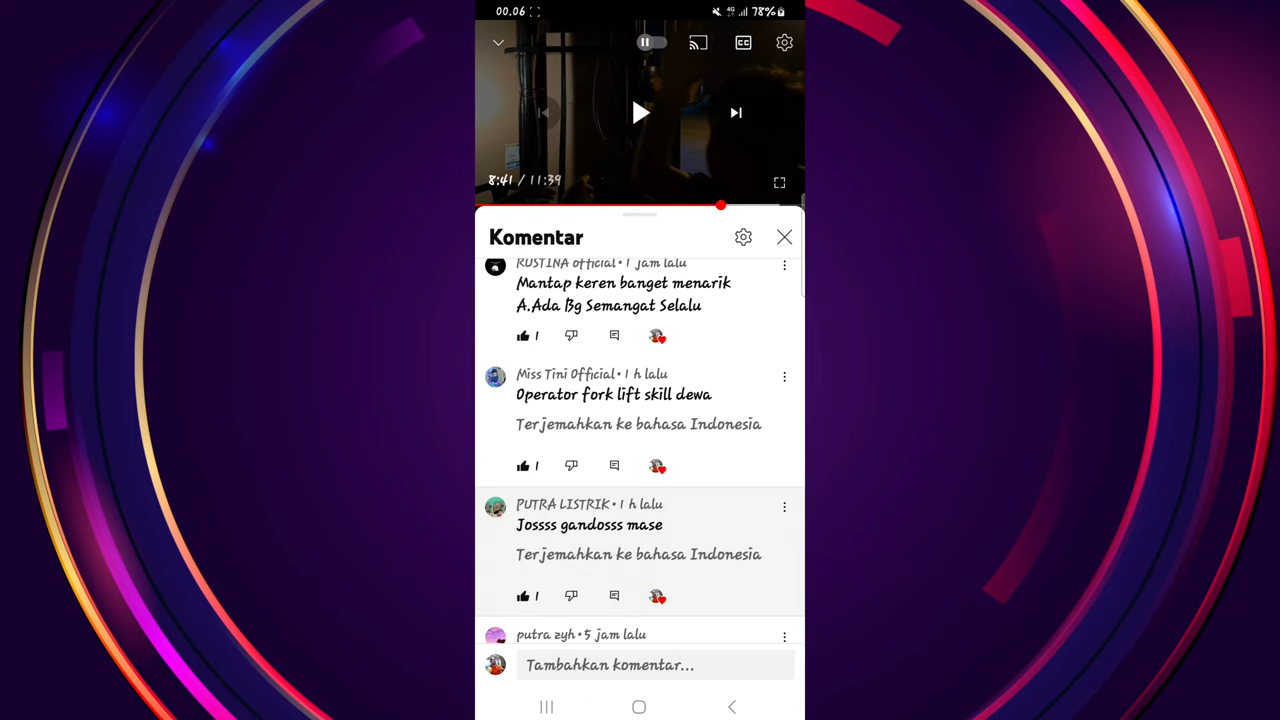 00.06
4G 78%
CC
8:41 / 11:39
Komentar
RUSTINA official • 1 jam lalu
Mantap keren banget menarik
A.Ada Bg Semangat Selalu
1
Miss Tini Official • 1 h lalu
Operator fork lift skill dewa
Terjemahkan ke bahasa Indonesia
1
PUTRA LISTRIK • 1 h lalu
Jossss gandosss mase
Terjemahkan ke bahasa Indonesia
1
putra zyh • 5 jam lalu
Tambahkan komentar...